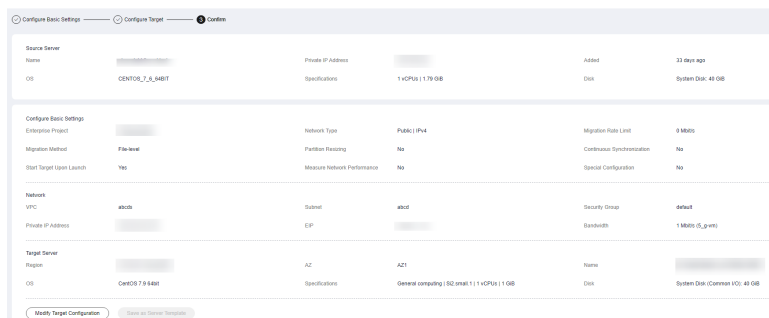 Configure Basic Settings Configure Target 3 Confirm
Source Server
Name Private IP Address Added 33 days ago
OS CENTOS_7_6_64BIT Specifications 1 vCPUs | 1.79 GiB Disk System Disk: 40 GiB
Configure Basic Settings
Enterprise Project Network Type Public | IPv4 Migration Rate Limit 0 Mbit/s
Migration Method File-level Partition Resizing No Continuous Synchronization No
Start Target Upon Launch Yes Measure Network Performance No Special Configuration No
Network
VPC abcds Subnet abcd Security Group default
Private IP Address EIP Bandwidth 1 Mbit/s (5_g-vm)
Target Server
Region AZ AZ1 Name
OS CentOS 7.9 64bit Specifications General computing | Si2.small.1 | 1 vCPUs | 1 GiB Disk System Disk (Common I/O): 40 GiB
Modify Target Configuration Save as Server Template